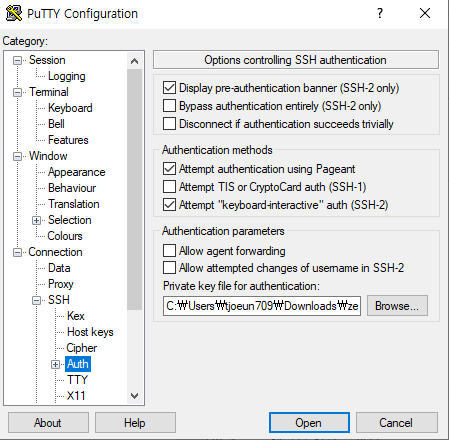 PuTTY Configuration
?
Category:
Session
Logging
Terminal
Keyboard
Bell
Features
Window
Appearance
Behaviour
Translation
Selection
Colours
Connection
Data
Proxy
SSH
Kex
Host keys
Cipher
Auth
TTY
X11
Options controlling SSH authentication
Display pre-authentication banner (SSH-2 only)
Bypass authentication entirely (SSH-2 only)
Disconnect if authentication succeeds trivially
Authentication methods
Attempt authentication using Pageant
Attempt TIS or CryptoCard auth (SSH-1)
Attempt "keyboard-interactive" auth (SSH-2)
Authentication parameters
Allow agent forwarding
Allow attempted changes of username in SSH-2
Private key file for authentication:
C:₩Users₩tjoeun709₩Downloads₩ze Browse...
About Help Open Cancel